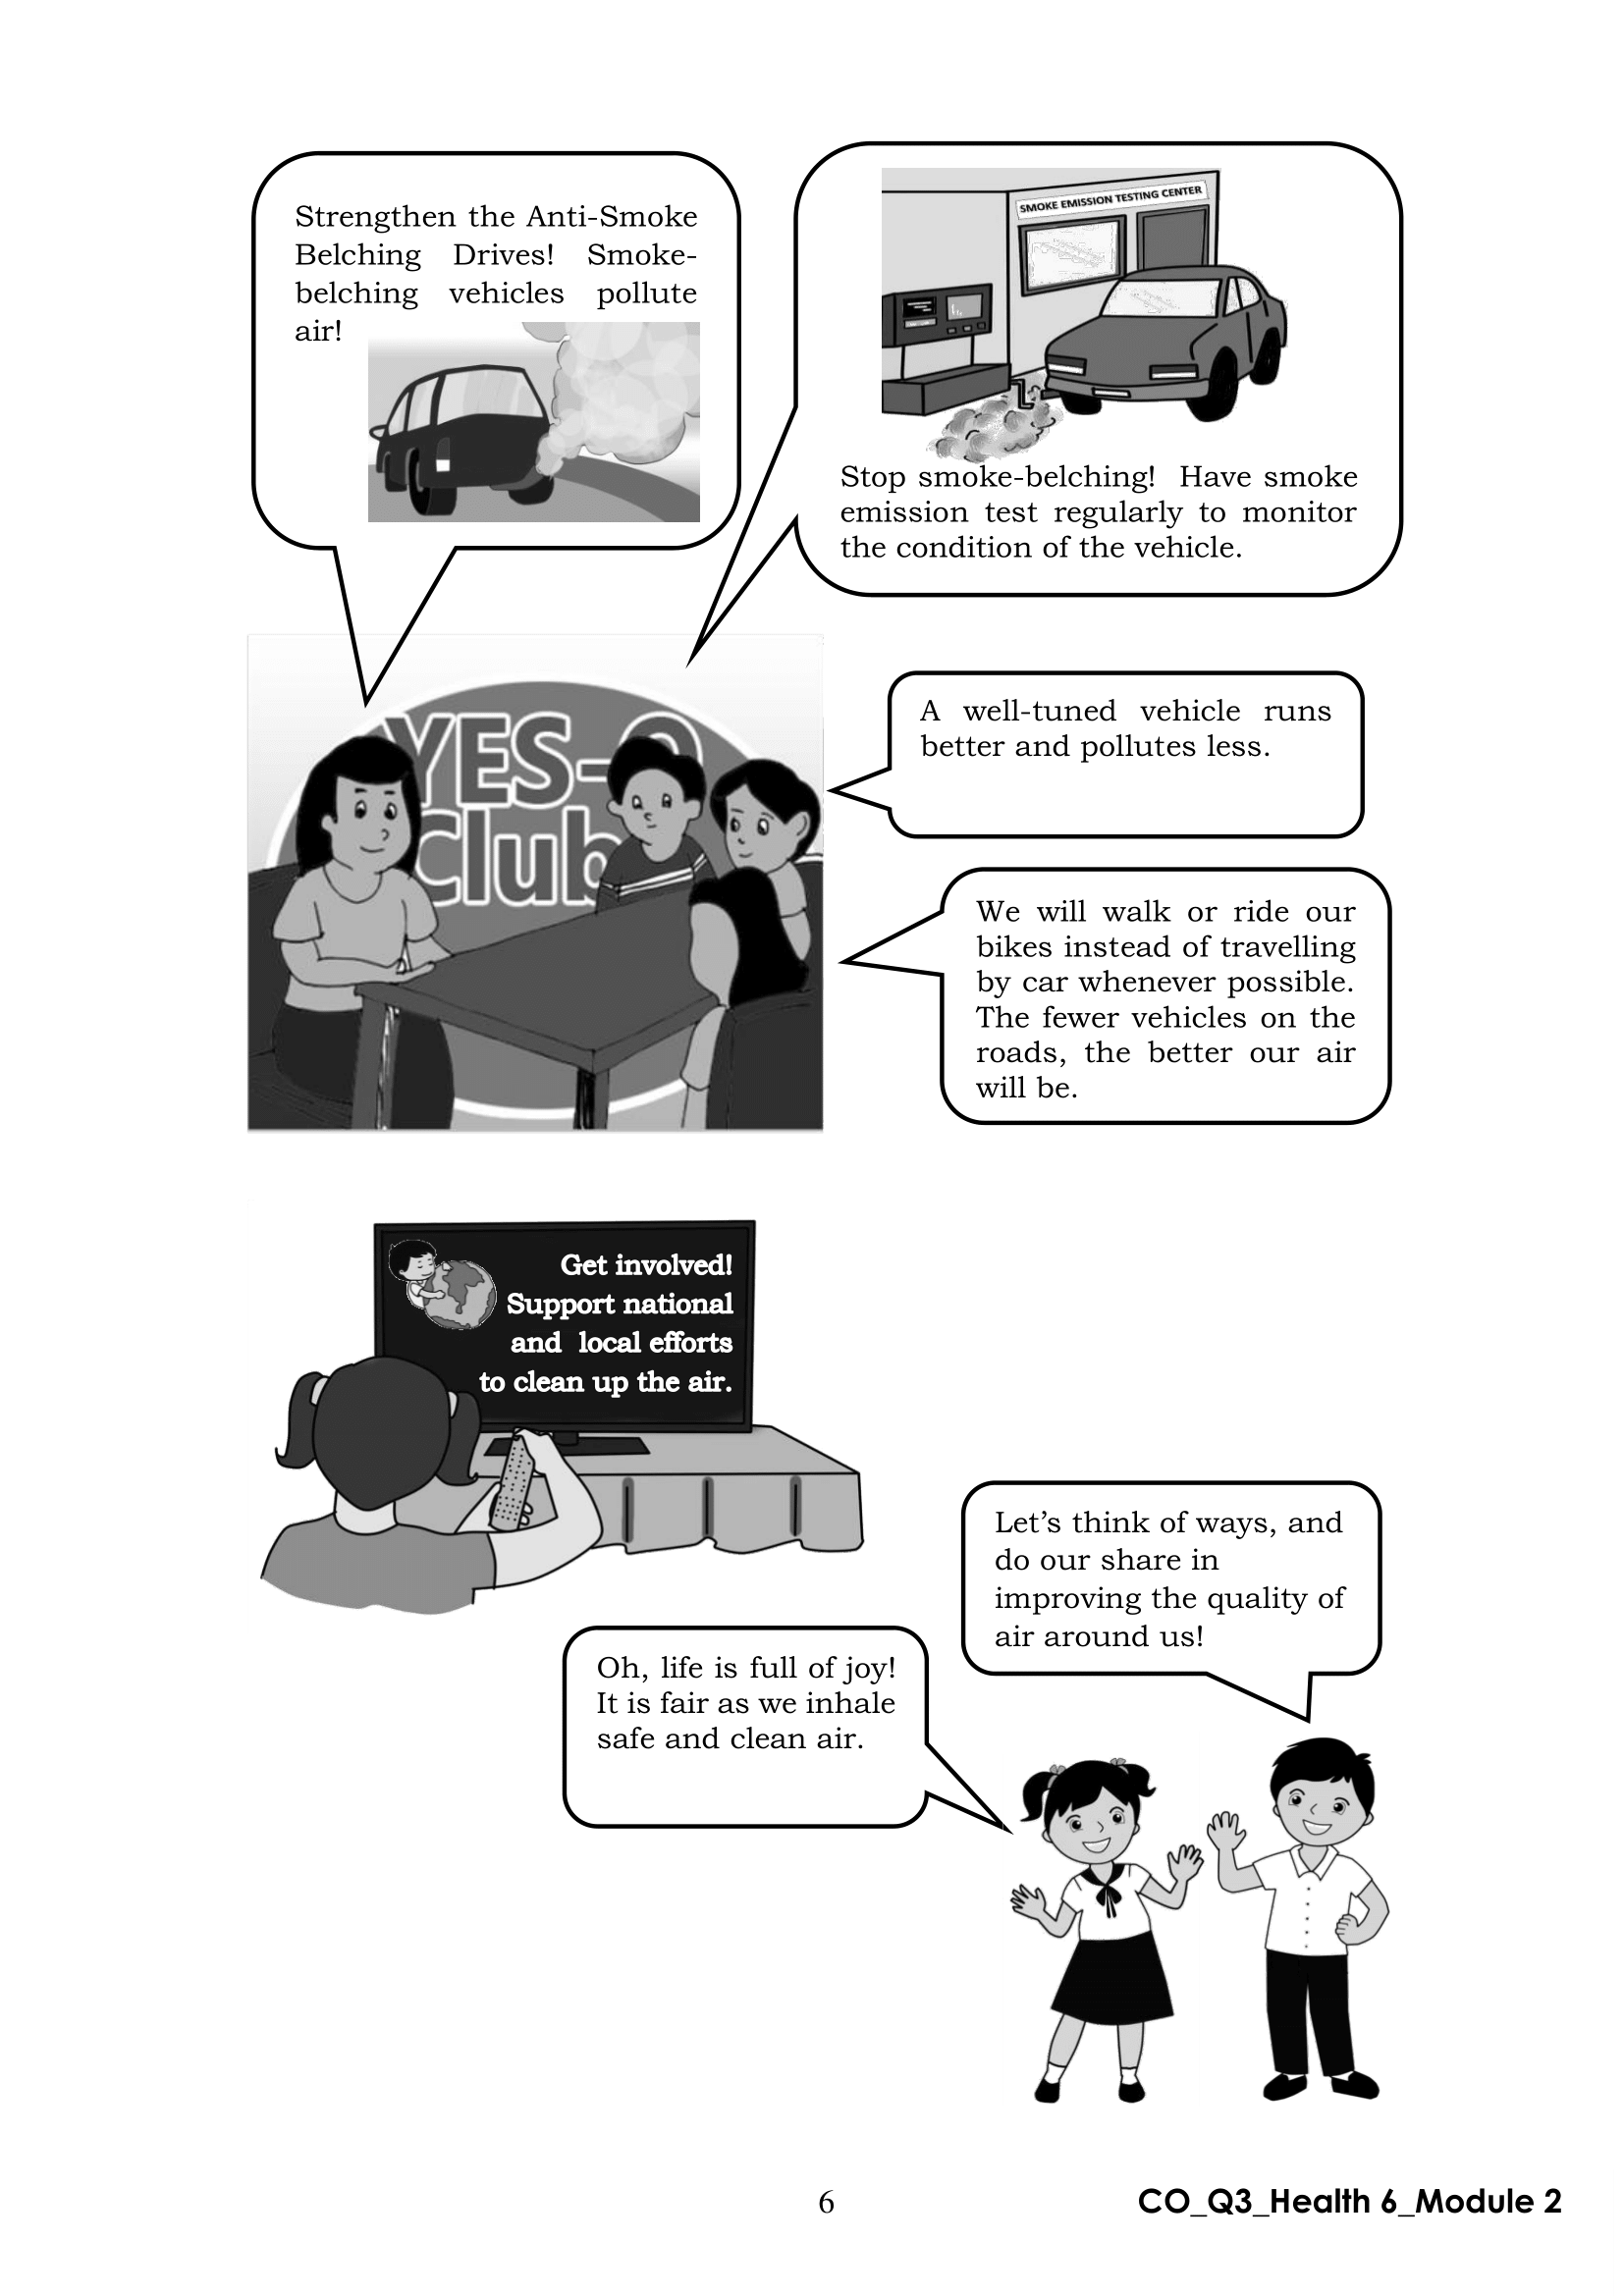 Strengthen the Anti-Smoke
Belching Drives! Smoke-
belching vehicles pollute
air!
SMOKE EMISSION TESTING CENTER
Stop smoke-belching! Have smoke
emission test regularly to monitor
the condition of the vehicle.
YES-O
Club
A well-tuned vehicle runs
better and pollutes less.
We will walk or ride our
bikes instead of travelling
by car whenever possible.
The fewer vehicles on the
roads, the better our air
will be.
Get involved!
Support national
and local efforts
to clean up the air.
Let's think of ways, and
do our share in
improving the quality of
air around us!
Oh, life is full of joy!
It is fair as we inhale
safe and clean air.
6
CO_Q3_Health 6_Module 2